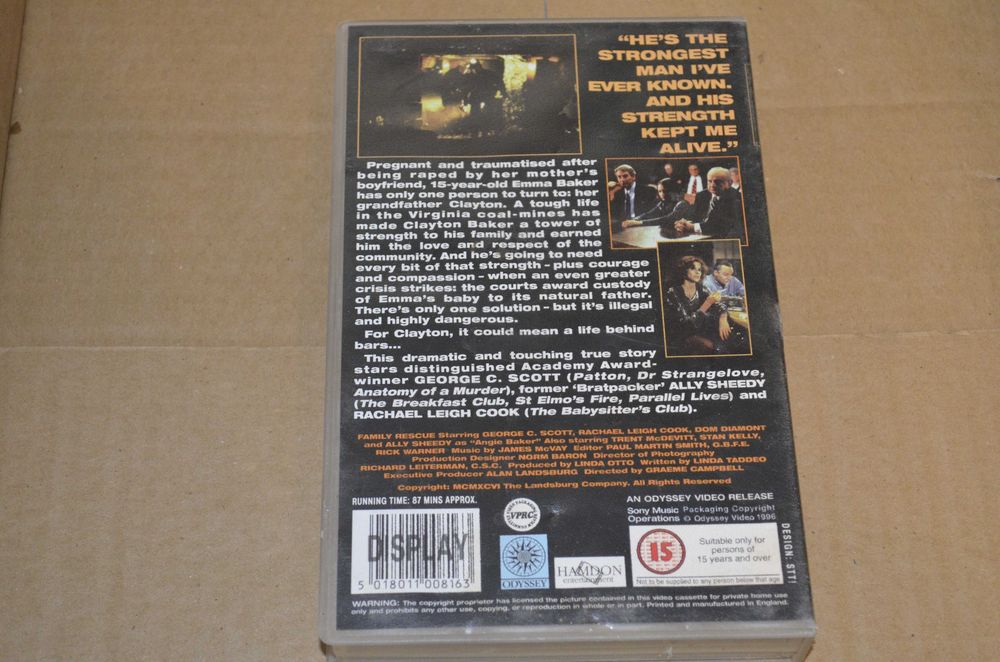 “HE’S THE
STRONGEST
MAN I’VE
EVER KNOWN.
AND HIS
STRENGTH
KEPT ME
ALIVE.”
Pregnant and traumatised after
being raped by her mother’s
boyfriend, 15-year-old Emma Baker
has only one person to turn to: her
grandfather Clayton. A tough life
in the Virginia coal-mines has
made Clayton Baker a tower of
strength to his family and earned
him the love and respect of the
community. And he’s going to need
every bit of that strength - plus courage
and compassion - when an even greater
crisis strikes: the courts award custody
of Emma’s baby to its natural father.
There’s only one solution - but it’s illegal
and highly dangerous.
For Clayton, it could mean a life behind
bars...
This dramatic and touching true story
stars distinguished Academy Award-
winner GEORGE C. SCOTT (Patton, Dr Strangelove,
Anatomy of a Murder), former ‘Bratpacker’ ALLY SHEEDY
(The Breakfast Club, St Elmo’s Fire, Parallel Lives) and
RACHAEL LEIGH COOK (The Babysitter’s Club).
FAMILY RESCUE Starring GEORGE C. SCOTT, RACHAEL LEIGH COOK, DOM DIAMONT
and ALLY SHEEDY as "Angie Baker" Also starring TRENT McDEVITT, STAN KELLY,
RICK WARNER Music by JAMES McVAY Editor PAUL MARTIN SMITH, G.B.F.E.
Production Designer NORM BARON Director of Photography
RICHARD LEITERMAN, C.S.C. Produced by LINDA OTTO Written by LINDA TADDEO
Executive Producer ALAN LANDSBURG Directed by GRAEME CAMPBELL
Copyright: MCMXCVI The Landsburg Company. All Rights Reserved
RUNNING TIME: 87 MINS APPROX.
DISPLAY
5 018011 008163
VPRC
ODYSSEY
HAMDON
entertainment
AN ODYSSEY VIDEO RELEASE
Sony Music Packaging Copyright
Operations © Odyssey Video 1996
15
Suitable only for
persons of
15 years and over
Not to be supplied to any person below that age
DESIGN: STTI
WARNING: The copyright proprietor has licensed the picture contained in this video cassette for private home use
only and prohibits any other use, copying, or reproduction in whole or in part. Printed and manufactured in England.